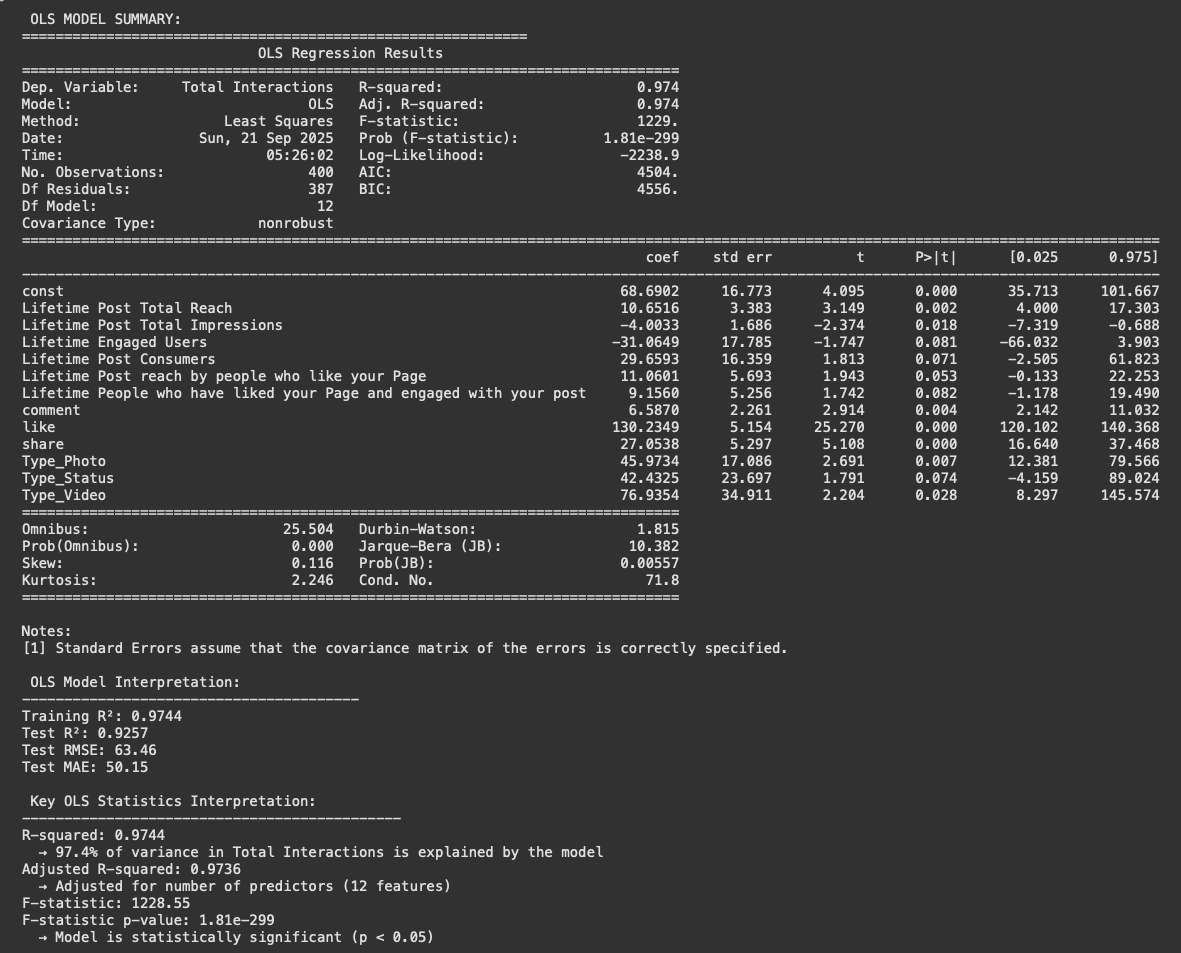 OLS MODEL SUMMARY:
============================================================
OLS Regression Results
==============================================================================
Dep. Variable:     Total Interactions   R-squared:                       0.974
Model:                            OLS   Adj. R-squared:                  0.974
Method:                 Least Squares   F-statistic:                     1229.
Date:                Sun, 21 Sep 2025   Prob (F-statistic):          1.81e-299
Time:                        05:26:02   Log-Likelihood:                -2238.9
No. Observations:                 400   AIC:                             4504.
Df Residuals:                     387   BIC:                             4556.
Df Model:                          12
Covariance Type:            nonrobust
=======================================================================================================================================
coef    std err          t      P>|t|      [0.025      0.975]
---------------------------------------------------------------------------------------------------------------------------------------
const                                                                  68.6902     16.773      4.095      0.000      35.713     101.667
Lifetime Post Total Reach                                              10.6516      3.383      3.149      0.002       4.000      17.303
Lifetime Post Total Impressions                                        -4.0033      1.686     -2.374      0.018      -7.319      -0.688
Lifetime Engaged Users                                                -31.0649     17.785     -1.747      0.081     -66.032       3.903
Lifetime Post Consumers                                                29.6593     16.359      1.813      0.071      -2.505      61.823
Lifetime Post reach by people who like your Page                       11.0601      5.693      1.943      0.053      -0.133      22.253
Lifetime People who have liked your Page and engaged with your post     9.1560      5.256      1.742      0.082      -1.178      19.490
comment                                                                 6.5870      2.261      2.914      0.004       2.142      11.032
like                                                                  130.2349      5.154     25.270      0.000     120.102     140.368
share                                                                  27.0538      5.297      5.108      0.000      16.640      37.468
Type_Photo                                                             45.9734     17.086      2.691      0.007      12.381      79.566
Type_Status                                                            42.4325     23.697      1.791      0.074      -4.159      89.024
Type_Video                                                             76.9354     34.911      2.204      0.028       8.297     145.574
==============================================================================
Omnibus:                       25.504   Durbin-Watson:                   1.815
Prob(Omnibus):                  0.000   Jarque-Bera (JB):               10.382
Skew:                           0.116   Prob(JB):                      0.00557
Kurtosis:                       2.246   Cond. No.                         71.8
==============================================================================
Notes:
[1] Standard Errors assume that the covariance matrix of the errors is correctly specified.
OLS Model Interpretation:
----------------------------------------
Training R²: 0.9744
Test R²: 0.9257
Test RMSE: 63.46
Test MAE: 50.15
Key OLS Statistics Interpretation:
---------------------------------------------
R-squared: 0.9744
→ 97.4% of variance in Total Interactions is explained by the model
Adjusted R-squared: 0.9736
→ Adjusted for number of predictors (12 features)
F-statistic: 1228.55
F-statistic p-value: 1.81e-299
→ Model is statistically significant (p < 0.05)